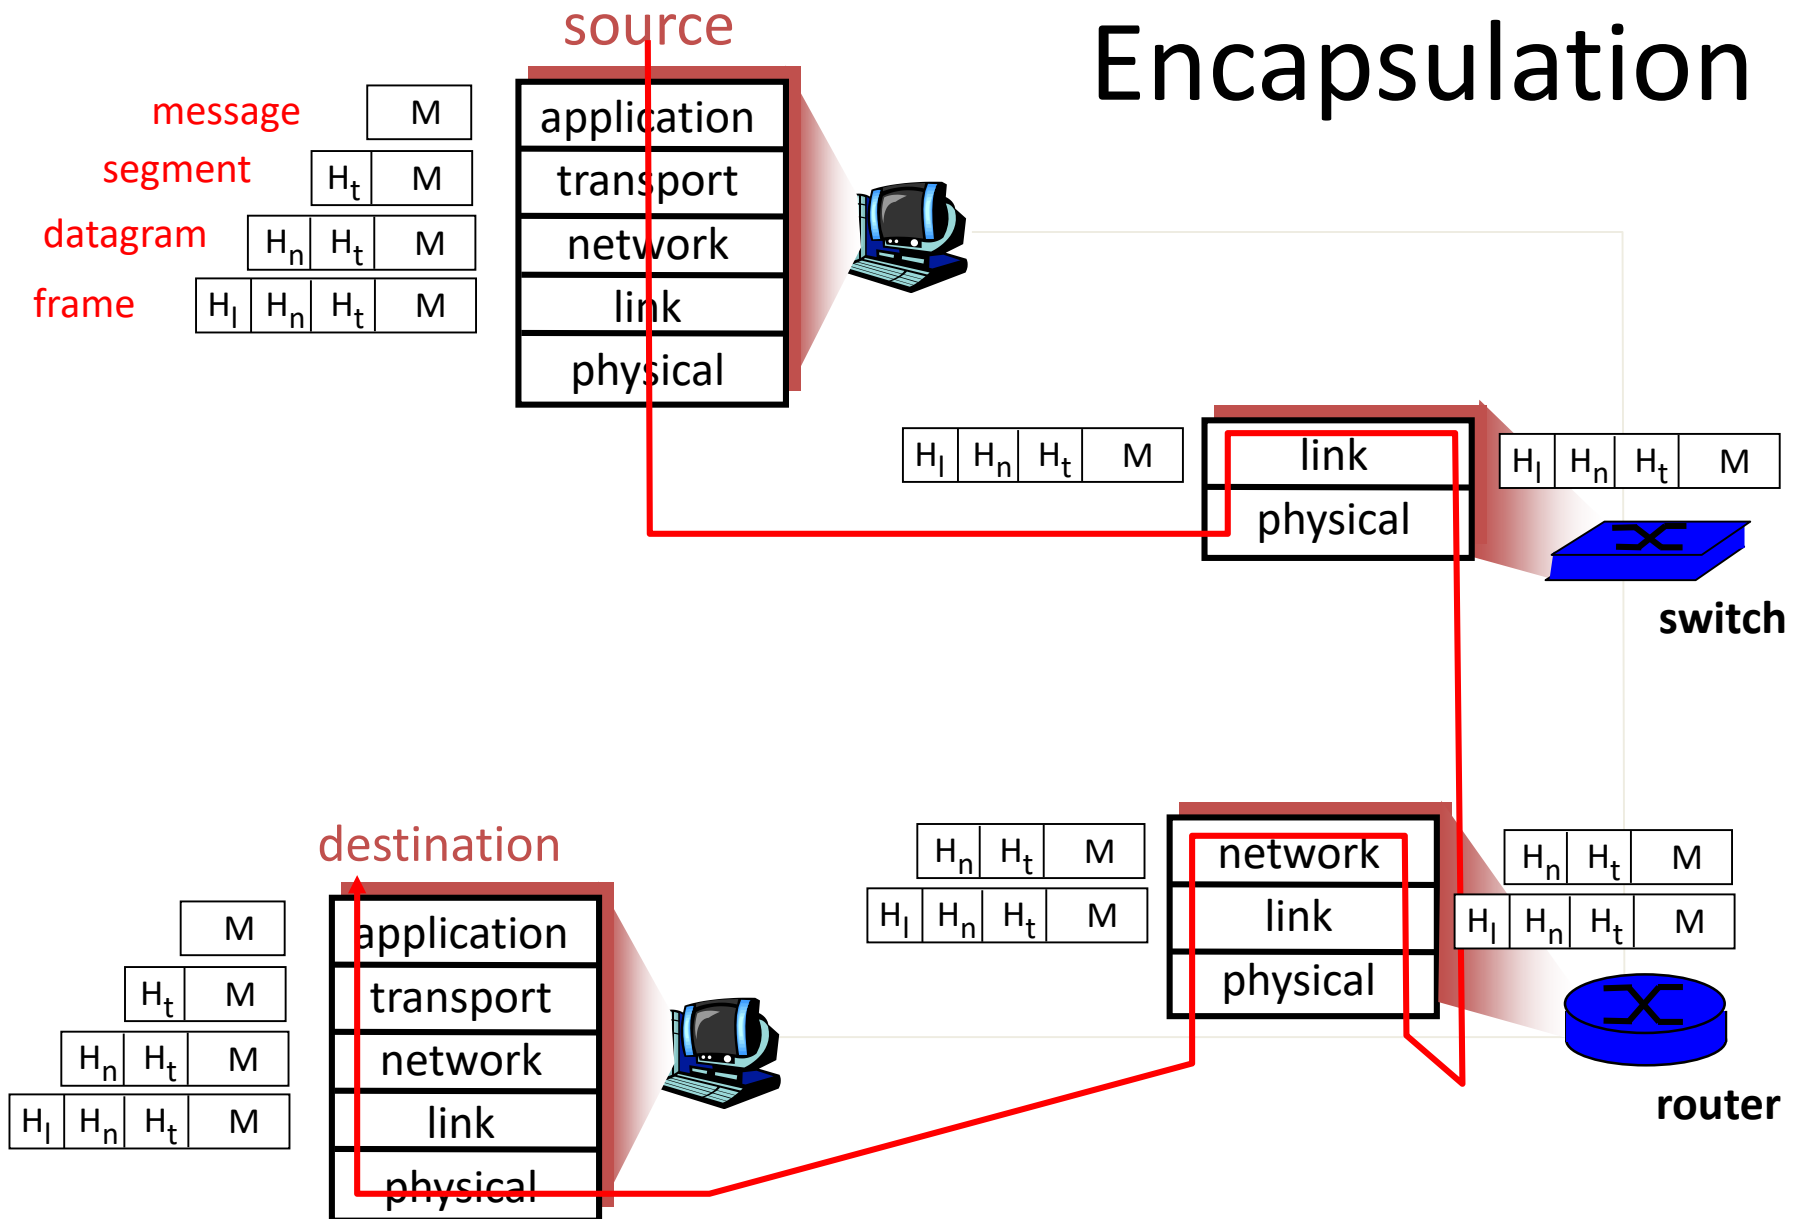 Encapsulation
source
message M application
segment Hₜ M transport
datagram Hₙ Hₜ M network
frame Hₗ Hₙ Hₜ M link
physical
Hₗ Hₙ Hₜ M link Hₗ Hₙ Hₜ M
physical
switch
destination
Hₙ Hₜ M network Hₙ Hₜ M
Hₗ Hₙ Hₜ M link Hₗ Hₙ Hₜ M
physical
router
M application
Hₜ M transport
Hₙ Hₜ M network
Hₗ Hₙ Hₜ M link
physical